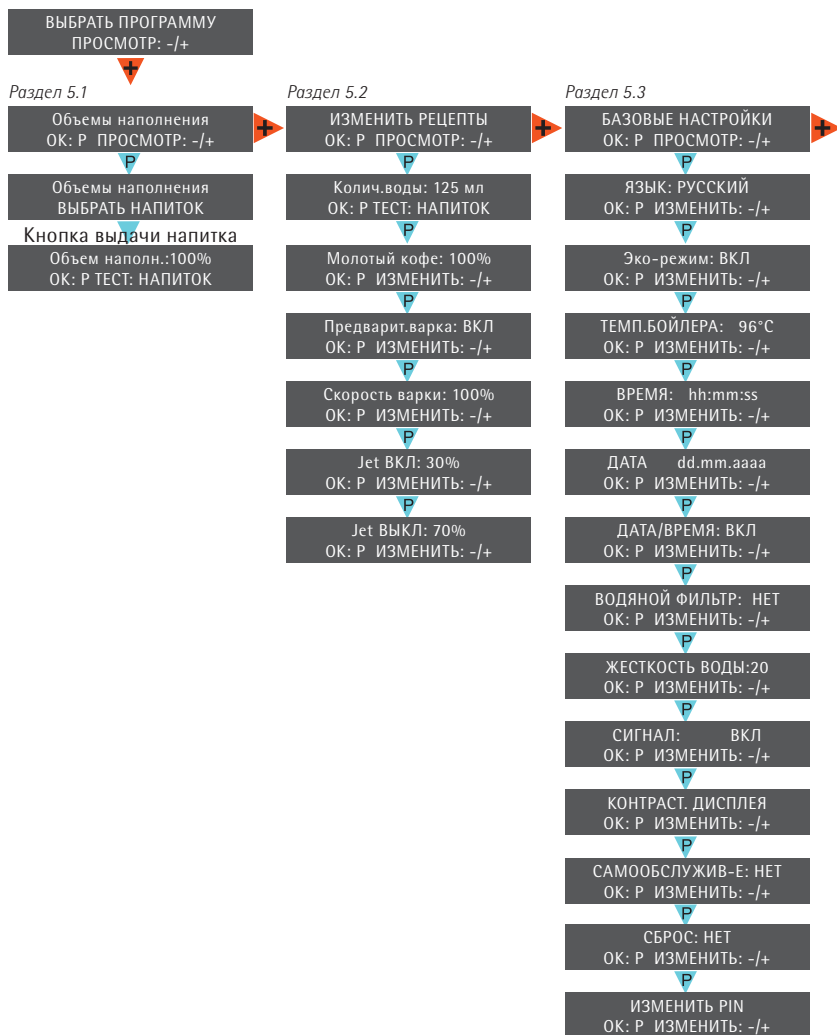 ВЫБРАТЬ ПРОГРАММУ
ПРОСМОТР: -/+
+
Раздел 5.1
Объемы наполнения
OK: P ПРОСМОТР: -/+
P
Объемы наполнения
ВЫБРАТЬ НАПИТОК
Кнопка выдачи напитка
Объем наполн.:100%
OK: P ТЕСТ: НАПИТОК
+
Раздел 5.2
ИЗМЕНИТЬ РЕЦЕПТЫ
OK: P ПРОСМОТР: -/+
P
Колич.воды: 125 мл
OK: P ТЕСТ: НАПИТОК
P
Молотый кофе: 100%
OK: P ИЗМЕНИТЬ: -/+
P
Предварит.варка: ВКЛ
OK: P ИЗМЕНИТЬ: -/+
P
Скорость варки: 100%
OK: P ИЗМЕНИТЬ: -/+
P
Jet ВКЛ: 30%
OK: P ИЗМЕНИТЬ: -/+
P
Jet ВЫКЛ: 70%
OK: P ИЗМЕНИТЬ: -/+
+
Раздел 5.3
БАЗОВЫЕ НАСТРОЙКИ
OK: P ПРОСМОТР: -/+
+
P
ЯЗЫК: РУССКИЙ
OK: P ИЗМЕНИТЬ: -/+
P
Эко-режим: ВКЛ
OK: P ИЗМЕНИТЬ: -/+
P
ТЕМП.БОЙЛЕРА: 96°C
OK: P ИЗМЕНИТЬ: -/+
P
ВРЕМЯ: hh:mm:ss
OK: P ИЗМЕНИТЬ: -/+
P
ДАТА dd.mm.aaaa
OK: P ИЗМЕНИТЬ: -/+
P
ДАТА/ВРЕМЯ: ВКЛ
OK: P ИЗМЕНИТЬ: -/+
P
ВОДЯНОЙ ФИЛЬТР: НЕТ
OK: P ИЗМЕНИТЬ: -/+
P
ЖЕСТКОСТЬ ВОДЫ:20
OK: P ИЗМЕНИТЬ: -/+
P
СИГНАЛ: ВКЛ
OK: P ИЗМЕНИТЬ: -/+
P
КОНТРАСТ. ДИСПЛЕЯ
OK: P ИЗМЕНИТЬ: -/+
P
САМООБСЛУЖИВ-Е: НЕТ
OK: P ИЗМЕНИТЬ: -/+
P
СБРОС: НЕТ
OK: P ИЗМЕНИТЬ: -/+
P
ИЗМЕНИТЬ PIN
OK: P ИЗМЕНИТЬ: -/+